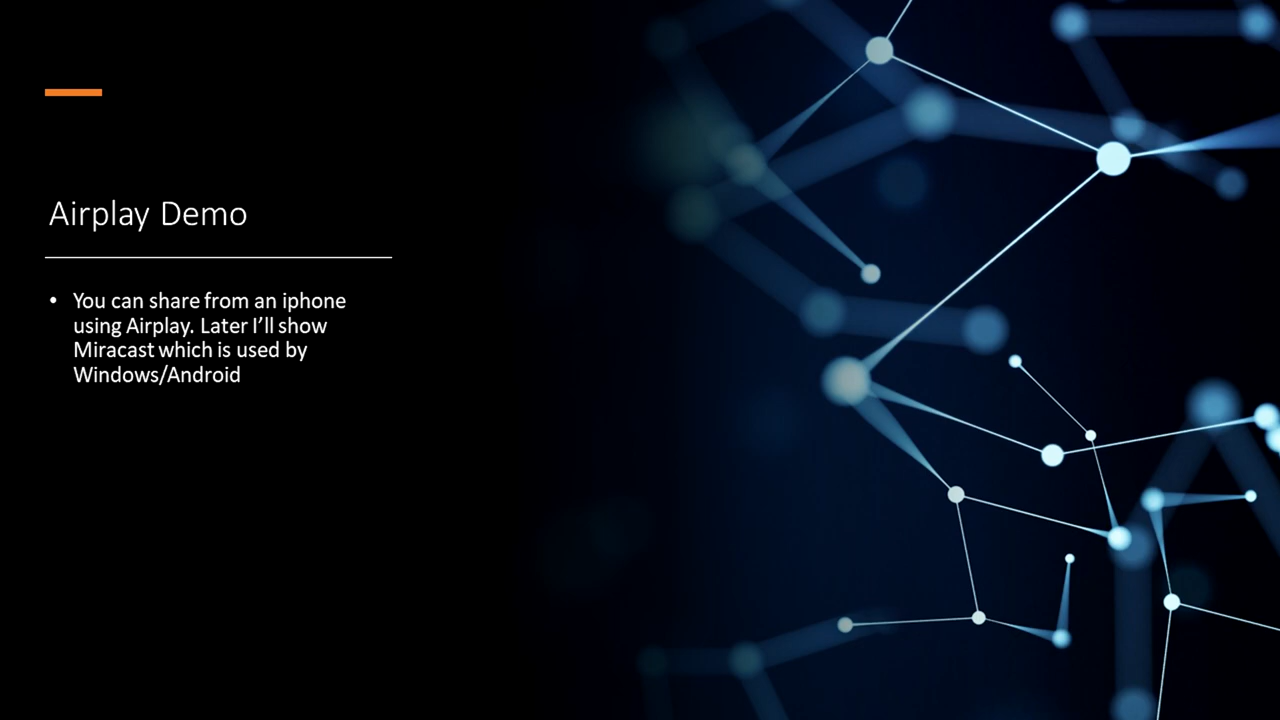 Airplay Demo
• You can share from an iphone
using Airplay. Later I’ll show
Miracast which is used by
Windows/Android